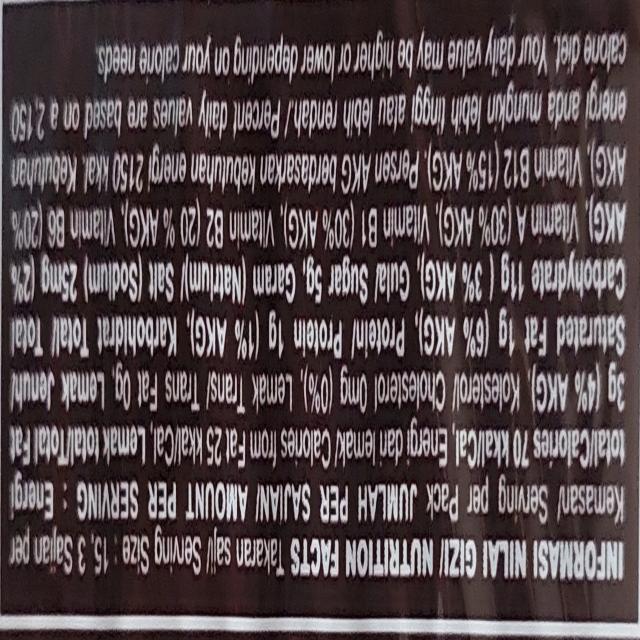 INFORMASI NILAI GIZI/ NUTRITION FACTS Takaran saji/ Serving Size : 15, 3 Sajian per
Kemasan/ Serving per Pack JUMLAH PER SAJIAN/ AMOUNT PER SERVING : Energi
total/Calories 70 kkal/Cal, Energi dari lemak/ Calories from Fat 25 kkal/Cal, Lemak total/Total Fat
3g (4% AKG), Kolesterol/ Cholesterol 0mg (0%), Lemak Trans/ Trans Fat 0g, Lemak Jenuh/
Saturated Fat 1g (6% AKG), Protein/ Protein 1g (1% AKG), Karbohidrat Total/ Total
Carbohydrate 11g ( 3% AKG), Gula/ Sugar 5g, Garam (Natrium)/ Salt (Sodium) 25mg (2%
AKG), Vitamin A (30% AKG), Vitamin B1 (30% AKG), Vitamin B2 (20 % AKG), Vitamin B6 (20%
AKG), Vitamin B12 (15% AKG). Persen AKG berdasarkan kebutuhan energi 2150 kkal. Kebutuhan
energi anda mungkin lebih tinggi atau lebih rendah./ Percent daily values are based on a 2,150
calorie diet. Your daily value may be higher or lower depending on your calorie needs.